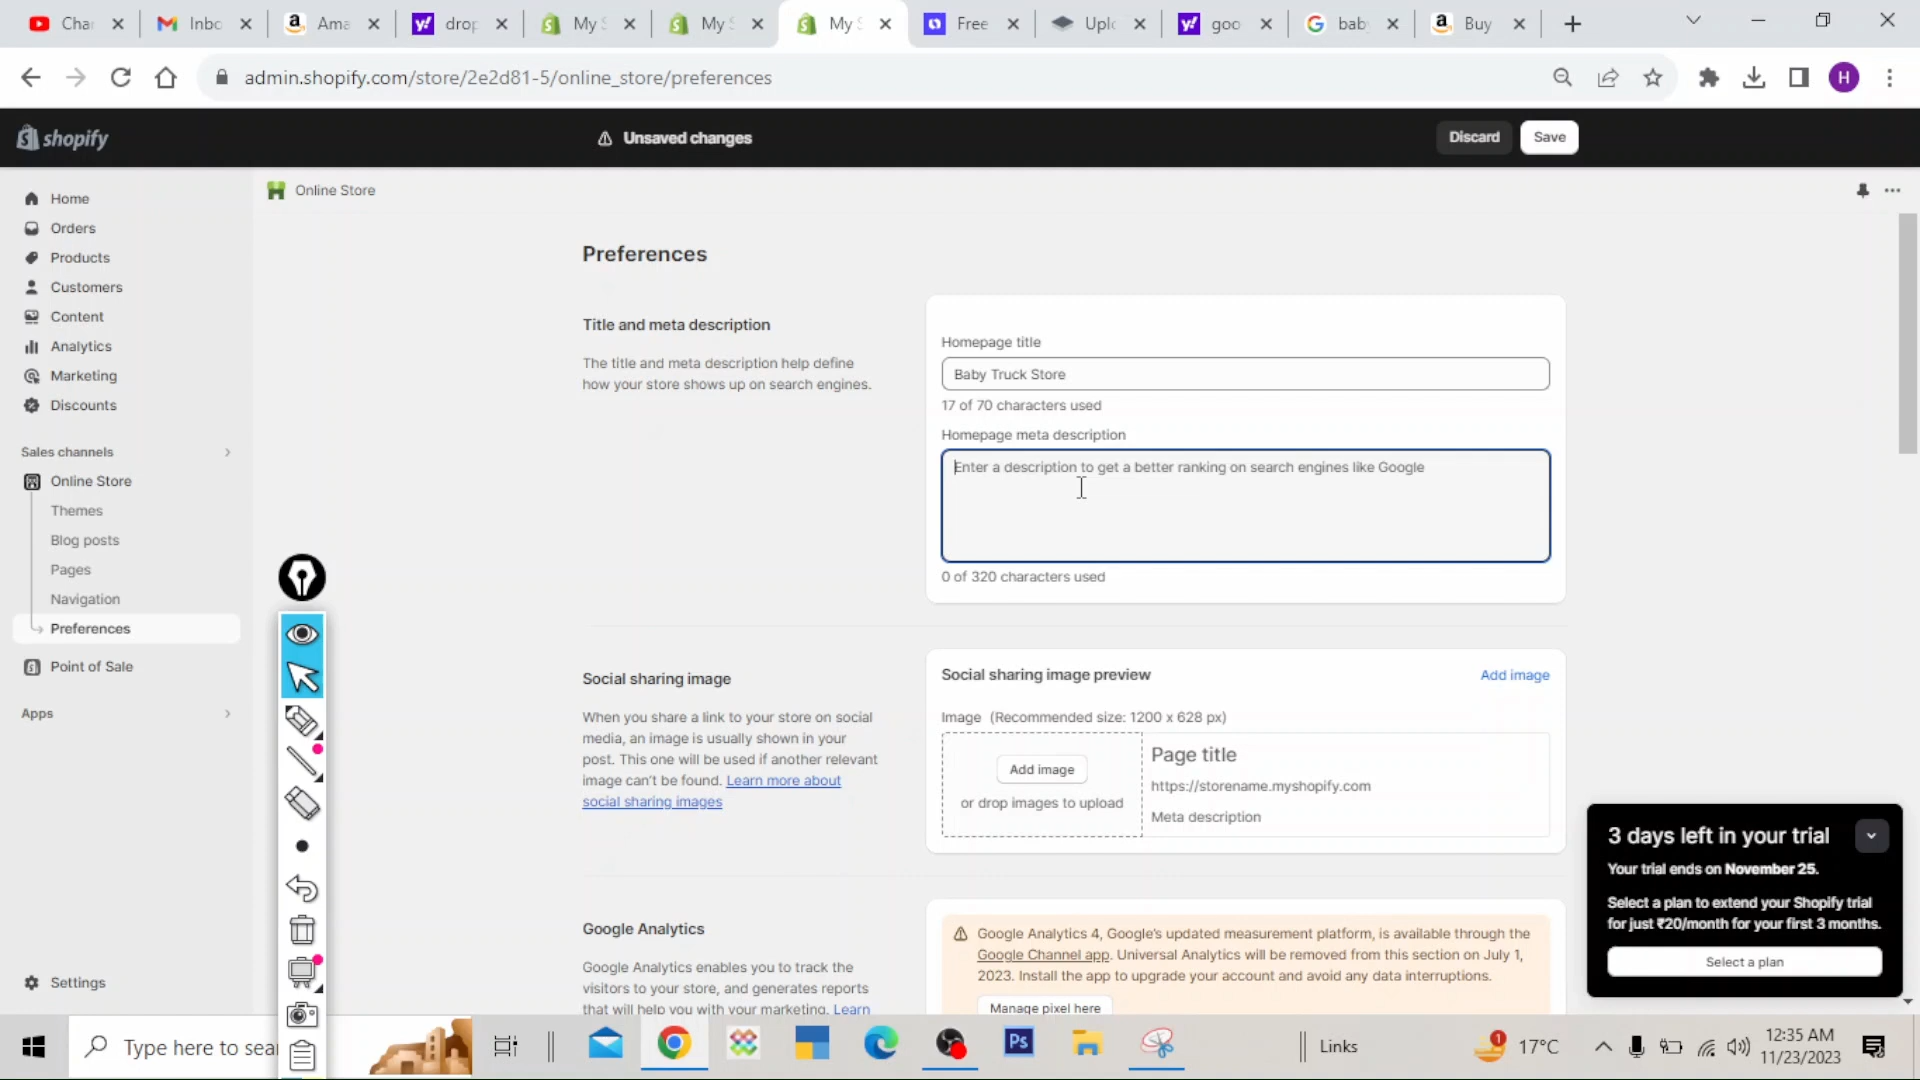 Cha
Inbo
Ama
drop
My S
My S
My S
Free
Uplo
goo
bab
Buy
admin.shopify.com/store/2e2d81-5/online_store/preferences
H
shopify
Unsaved changes
Discard
Save
Home
Orders
Products
Customers
Content
Analytics
Marketing
Discounts
Sales channels
Online Store
Themes
Blog posts
Pages
Navigation
Preferences
Point of Sale
Apps
Settings
Online Store
Preferences
Title and meta description
The title and meta description help define
how your store shows up on search engines.
Homepage title
Baby Truck Store
17 of 70 characters used
Homepage meta description
Enter a description to get a better ranking on search engines like Google
0 of 320 characters used
Social sharing image
When you share a link to your store on social
media, an image is usually shown in your
post. This one will be used if another relevant
image can't be found. Learn more about
social sharing images
Social sharing image preview
Add image
Image (Recommended size: 1200 x 628 px)
Add image
or drop images to upload
Page title
https://storename.myshopify.com
Meta description
Google Analytics
Google Analytics enables you to track the
visitors to your store, and generates reports
that will help you with your marketing. Learn
Google Analytics 4, Google's updated measurement platform, is available through the
Google Channel app. Universal Analytics will be removed from this section on July 1,
2023. Install the app to upgrade your account and avoid any data interruptions.
Manage pixel here
3 days left in your trial
Your trial ends on November 25.
Select a plan to extend your Shopify trial
for just ₹20/month for your first 3 months.
Select a plan
Type here to sea
Ps
Links
1
17°C
12:35 AM
11/23/2023